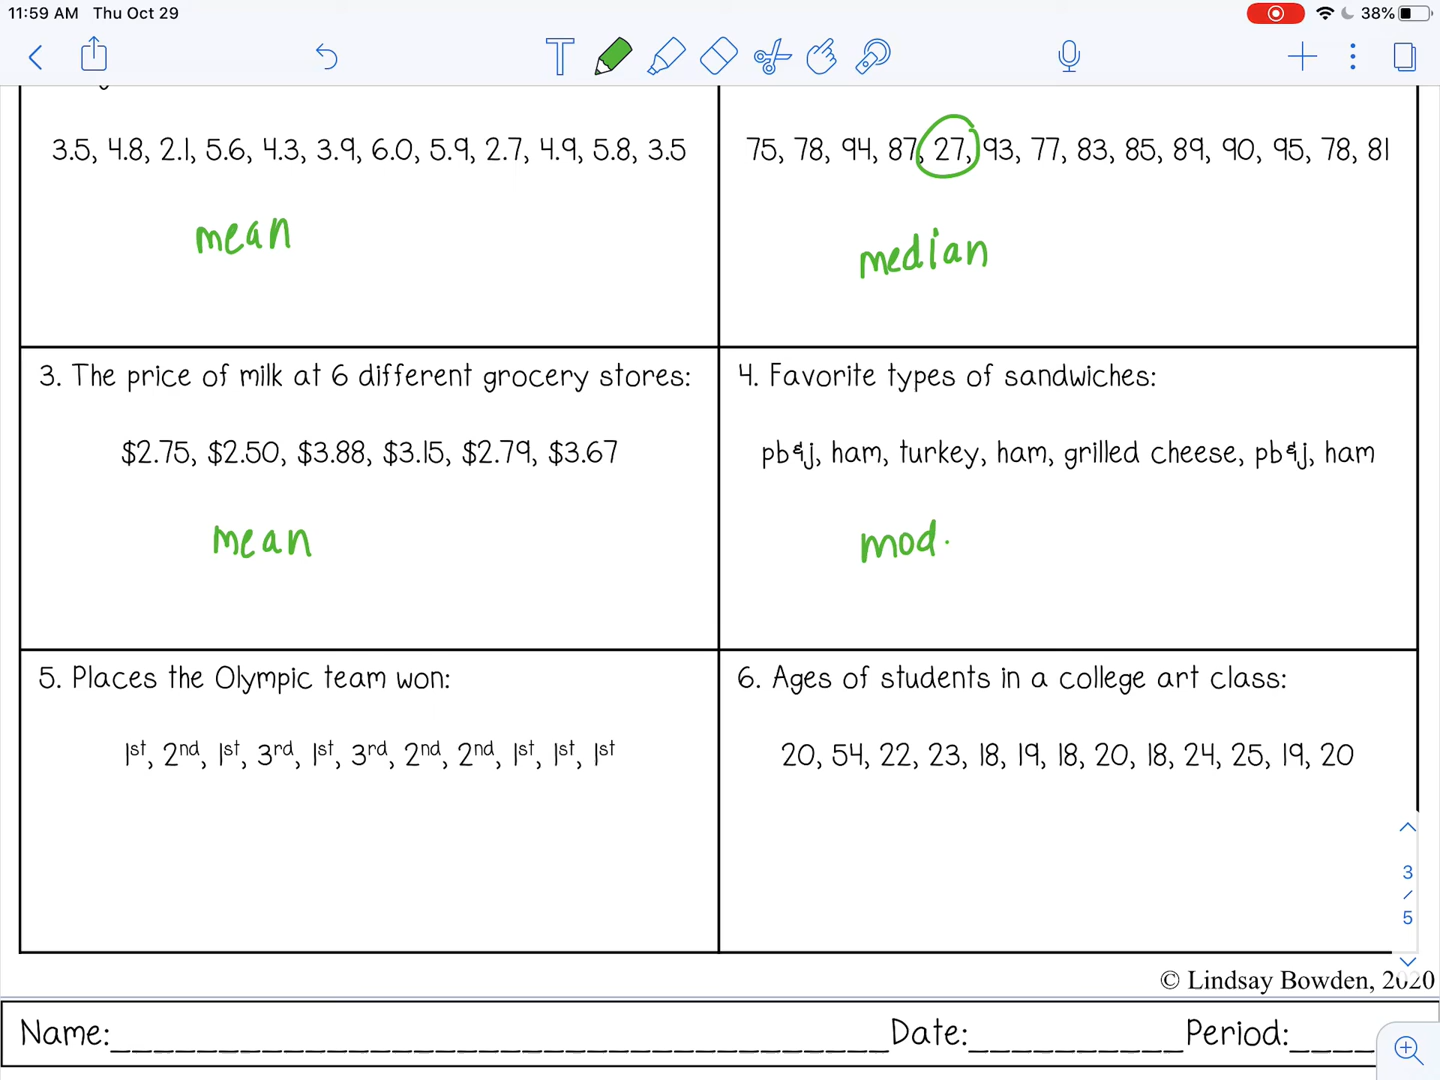 11:59 AM Thu Oct 29
38%
3.5, 4.8, 2.1, 5.6, 4.3, 3.9, 6.0, 5.9, 2.7, 4.9, 5.8, 3.5
mean
75, 78, 94, 87, 27, 93, 77, 83, 85, 89, 90, 95, 78, 81
median
3. The price of milk at 6 different grocery stores:
$2.75, $2.50, $3.88, $3.15, $2.79, $3.67
mean
4. Favorite types of sandwiches:
pb&j, ham, turkey, ham, grilled cheese, pb&j, ham
mod
5. Places the Olympic team won:
1st, 2nd, 1st, 3rd, 1st, 3rd, 2nd, 2nd, 1st, 1st, 1st
6. Ages of students in a college art class:
20, 54, 22, 23, 18, 19, 18, 20, 18, 24, 25, 19, 20
3
/
5
© Lindsay Bowden, 2020
Name:____________________________________ Date:__________ Period:____